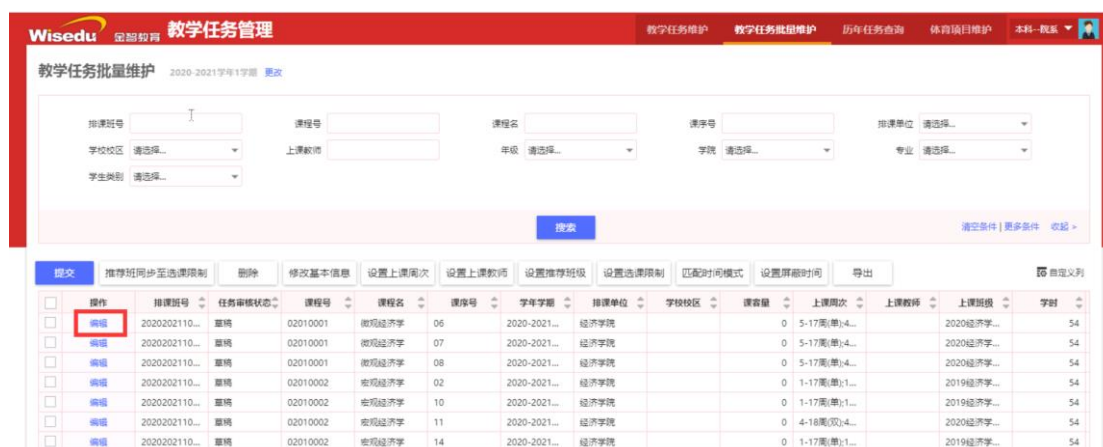 Wisedu 金智教育 教学任务管理 教学任务维护 教学任务批量维护 历年任务查询 体育项目维护 本科--院系
教学任务批量维护 2020-2021学年1学期 更改
排课班号 课程号 课程名 课序号 排课单位 请选择...
学校校区 请选择... 上课教师 年级 请选择... 学院 请选择... 专业 请选择...
学生类别 请选择...
搜索 清空条件 | 更多条件 收起 >
提交 推荐班同步至选课限制 删除 修改基本信息 设置上课周次 设置上课教师 设置推荐班级 设置选课限制 匹配时间模式 设置屏蔽时间 导出 自定义列
操作 排课班号 任务审核状态 课程号 课程名 课序号 学年学期 排课单位 学校校区 课容量 上课周次 上课教师 上课班级 学时
编辑 2020202110... 草稿 02010001 微观经济学 06 2020-2021... 经济学院 0 5-17周(单);4... 2020经济学... 54
编辑 2020202110... 草稿 02010001 微观经济学 07 2020-2021... 经济学院 0 5-17周(单);4... 2020经济学... 54
编辑 2020202110... 草稿 02010001 微观经济学 08 2020-2021... 经济学院 0 5-17周(单);4... 2020经济学... 54
编辑 2020202110... 草稿 02010002 宏观经济学 02 2020-2021... 经济学院 0 1-17周(单);1... 2019经济学... 54
编辑 2020202110... 草稿 02010002 宏观经济学 10 2020-2021... 经济学院 0 1-17周(单);1... 2019经济学... 54
编辑 2020202110... 草稿 02010002 宏观经济学 11 2020-2021... 经济学院 0 4-18周(双);4... 2020经济学... 54
编辑 2020202110... 草稿 02010002 宏观经济学 14 2020-2021... 经济学院 0 1-17周(单);1... 2019经济学... 54